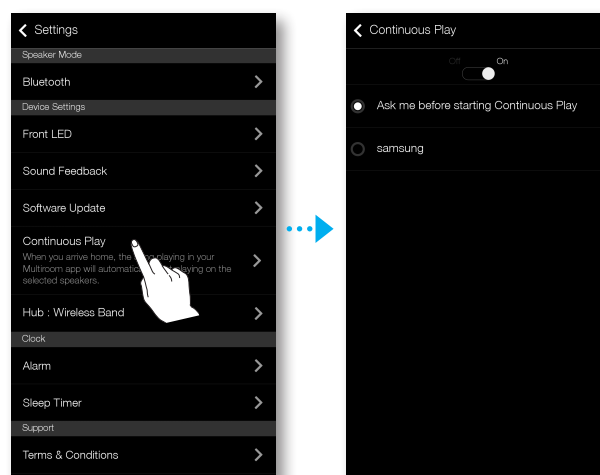 Settings
Speaker Mode
Bluetooth
Device Settings
Front LED
Sound Feedback
Software Update
Continuous Play
When you arrive home, the playing in your
Multiroom app will automatic playing on the
selected speakers.
Hub : Wireless Band
Clock
Alarm
Sleep Timer
Support
Terms & Conditions
Continuous Play
Off On
Ask me before starting Continuous Play
samsung